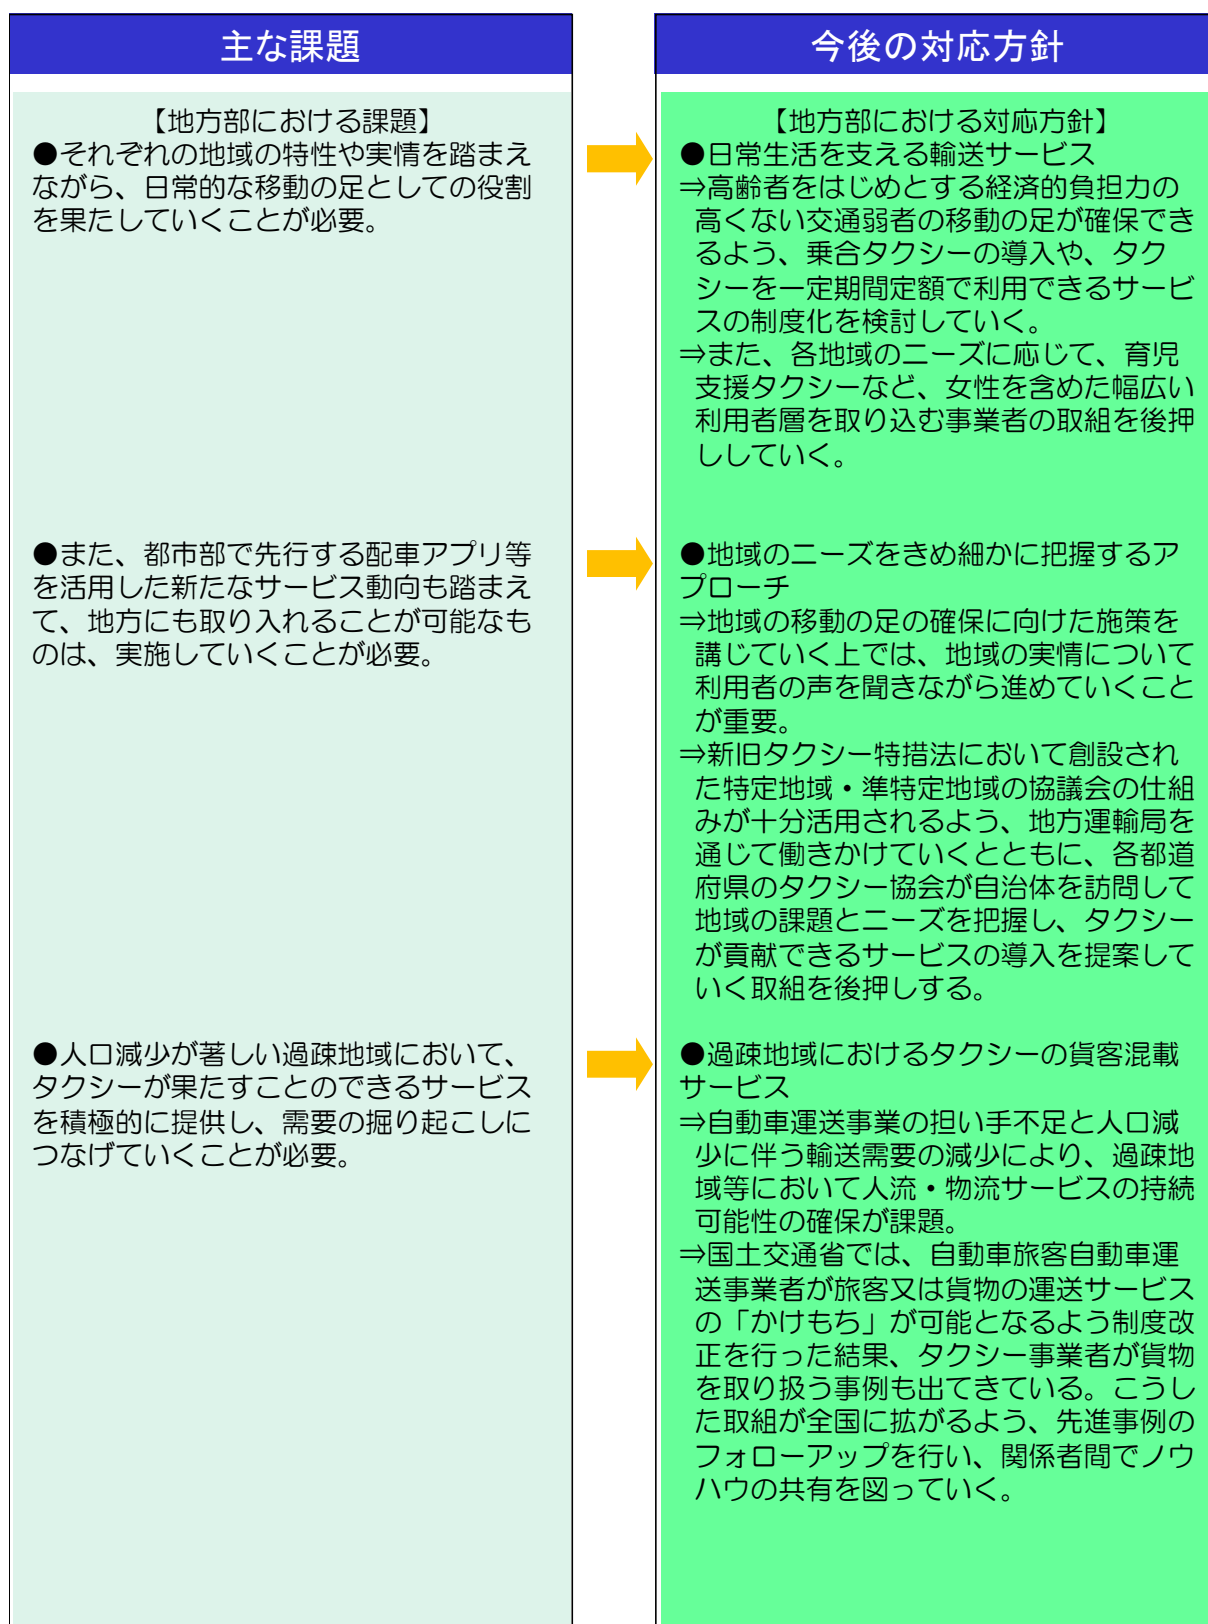 主な課題
【地方部における課題】
●それぞれの地域の特性や実情を踏まえ
ながら、日常的な移動の足としての役割
を果たしていくことが必要。
●また、都市部で先行する配車アプリ等
を活用した新たなサービス動向も踏まえ
て、地方にも取り入れることが可能なも
のは、実施していくことが必要。
●人口減少が著しい過疎地域において、
タクシーが果たすことのできるサービス
を積極的に提供し、需要の掘り起こしに
つなげていくことが必要。
今後の対応方針
【地方部における対応方針】
●日常生活を支える輸送サービス
⇒高齢者をはじめとする経済的負担力の
高くない交通弱者の移動の足が確保でき
るよう、乗合タクシーの導入や、タク
シーを一定期間定額で利用できるサービ
スの制度化を検討していく。
⇒また、各地域のニーズに応じて、育児
支援タクシーなど、女性を含めた幅広い
利用者層を取り込む事業者の取組を後押
ししていく。
●地域のニーズをきめ細かに把握するア
プローチ
⇒地域の移動の足の確保に向けた施策を
講じていく上では、地域の実情について
利用者の声を聞きながら進めていくこと
が重要。
⇒新旧タクシー特措法において創設され
た特定地域・準特定地域の協議会の仕組
みが十分活用されるよう、地方運輸局を
通じて働きかけていくとともに、各都道
府県のタクシー協会が自治体を訪問して
地域の課題とニーズを把握し、タクシー
が貢献できるサービスの導入を提案して
いく取組を後押しする。
●過疎地域におけるタクシーの貨客混載
サービス
⇒自動車運送事業の担い手不足と人口減
少に伴う輸送需要の減少により、過疎地
域等において人流・物流サービスの持続
可能性の確保が課題。
⇒国土交通省では、自動車旅客自動車運
送事業者が旅客又は貨物の運送サービス
の「かけもち」が可能となるよう制度改
正を行った結果、タクシー事業者が貨物
を取り扱う事例も出てきている。こうし
た取組が全国に拡がるよう、先進事例の
フォローアップを行い、関係者間でノウ
ハウの共有を図っていく。